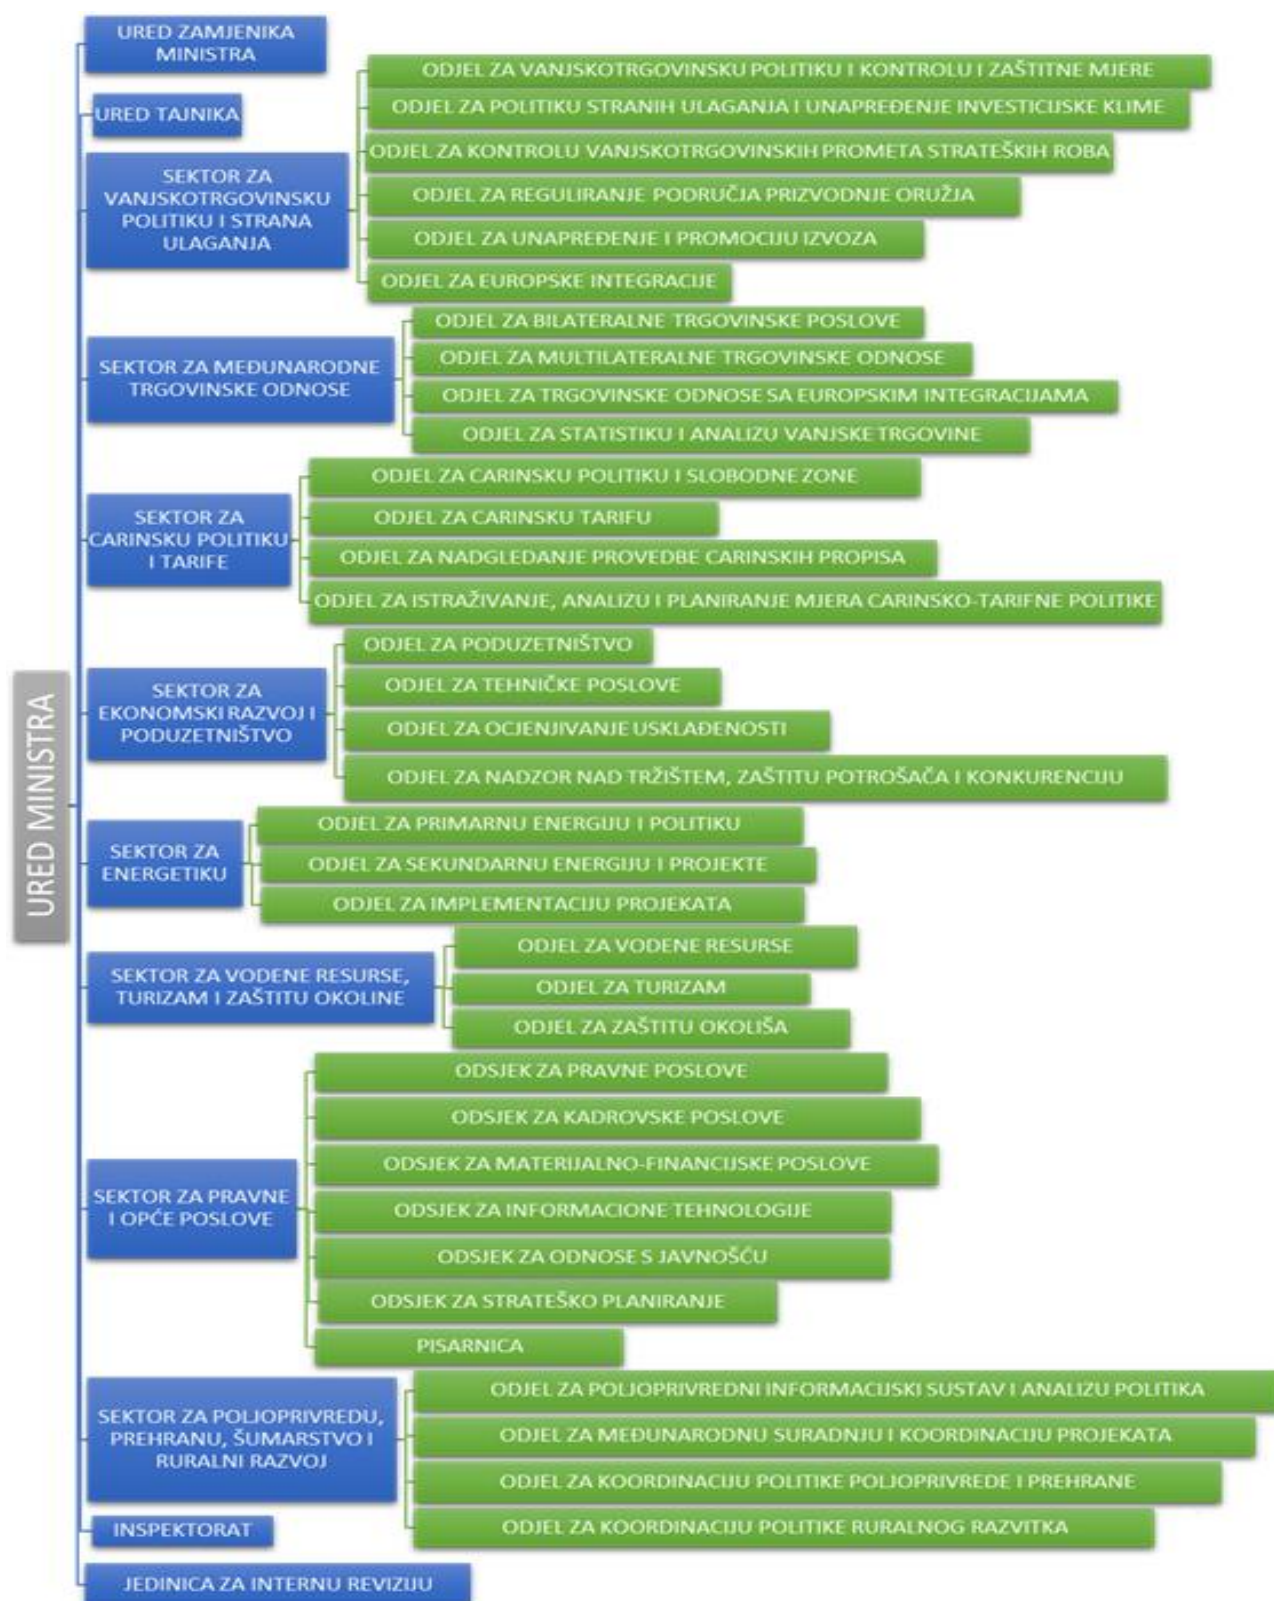 URED MINISTRA
URED ZAMJENIKA
MINISTRA
URED TAJNIKA
SEKTOR ZA
VANJSKOTRGOVINSKU
POLITIKU I STRANA
ULAGANJA
ODJEL ZA VANJSKOTRGOVINSKU POLITIKU I KONTROLU I ZAŠTITNE MJERE
ODJEL ZA POLITIKU STRANIH ULAGANJA I UNAPREĐENJE INVESTICIJSKE KLIME
ODJEL ZA KONTROLU VANJSKOTRGOVINSKIH PROMETA STRATEŠKIH ROBA
ODJEL ZA REGULIRANJE PODRUČJA PRIZVODNJE ORUŽJA
ODJEL ZA UNAPREĐENJE I PROMOCIJU IZVOZA
ODJEL ZA EUROPSKE INTEGRACIJE
SEKTOR ZA MEĐUNARODNE
TRGOVINSKE ODNOSE
ODJEL ZA BILATERALNE TRGOVINSKE POSLOVE
ODJEL ZA MULTILATERALNE TRGOVINSKE ODNOSE
ODJEL ZA TRGOVINSKE ODNOSE SA EUROPSKIM INTEGRACIJAMA
ODJEL ZA STATISTIKU I ANALIZU VANJSKE TRGOVINE
SEKTOR ZA
CARINSKU POLITIKU
I TARIFE
ODJEL ZA CARINSKU POLITIKU I SLOBODNE ZONE
ODJEL ZA CARINSKU TARIFU
ODJEL ZA NADGLEDANJE PROVEDBE CARINSKIH PROPISA
ODJEL ZA ISTRAŽIVANJE, ANALIZU I PLANIRANJE MJERA CARINSKO-TARIFNE POLITIKE
SEKTOR ZA
EKONOMSKI RAZVOJ I
PODUZETNIŠTVO
ODJEL ZA PODUZETNIŠTVO
ODJEL ZA TEHNIČKE POSLOVE
ODJEL ZA OCJENJIVANJE USKLAĐENOSTI
ODJEL ZA NADZOR NAD TRŽIŠTEM, ZAŠTITU POTROŠAČA I KONKURENCIJU
SEKTOR ZA
ENERGETIKU
ODJEL ZA PRIMARNU ENERGIJU I POLITIKU
ODJEL ZA SEKUNDARNU ENERGIJU I PROJEKTE
ODJEL ZA IMPLEMENTACIJU PROJEKATA
SEKTOR ZA VODENE RESURSE,
TURIZAM I ZAŠTITU OKOLINE
ODJEL ZA VODENE RESURSE
ODJEL ZA TURIZAM
ODJEL ZA ZAŠTITU OKOLIŠA
SEKTOR ZA PRAVNE
I OPĆE POSLOVE
ODSJEK ZA PRAVNE POSLOVE
ODSJEK ZA KADROVSKE POSLOVE
ODSJEK ZA MATERIJALNO-FINANCIJSKE POSLOVE
ODSJEK ZA INFORMACIONE TEHNOLOGIJE
ODSJEK ZA ODNOSE S JAVNOŠĆU
ODSJEK ZA STRATEŠKO PLANIRANJE
PISARNICA
SEKTOR ZA POLJOPRIVREDU,
PREHRANU, ŠUMARSTVO I
RURALNI RAZVOJ
ODJEL ZA POLJOPRIVREDNI INFORMACIJSKI SUSTAV I ANALIZU POLITIKA
ODJEL ZA MEĐUNARODNU SURADNJU I KOORDINACIJU PROJEKATA
ODJEL ZA KOORDINACIJU POLITIKE POLJOPRIVREDE I PREHRANE
ODJEL ZA KOORDINACIJU POLITIKE RURALNOG RAZVITKA
INSPEKTORAT
JEDINICA ZA INTERNU REVIZIJU